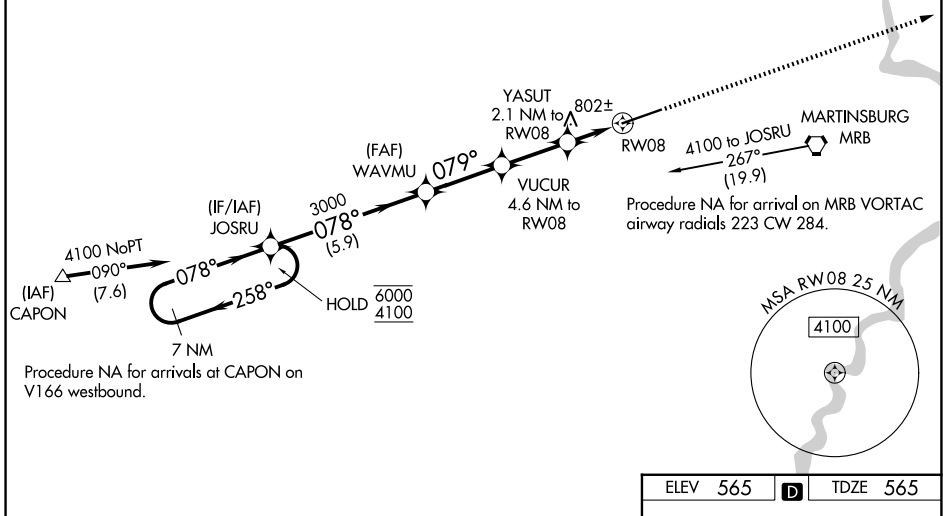 YASUT
2.1 NM to
RW08
802±
RW08
MARTINSBURG
MRB
4100 to JOSRU
267°
(19.9)
Procedure NA for arrival on MRB VORTAC
airway radials 223 CW 284.
(FAF)
WAVMU
079°
VUCUR
4.6 NM to
RW08
(IF/IAF)
JOSRU
3000
078°
(5.9)
4100 NoPT
090°
(7.6)
(IAF)
CAPON
078°
258°
HOLD
6000
4100
7 NM
Procedure NA for arrivals at CAPON on
V166 westbound.
MSA RW08 25 NM
4100
ELEV 565 D TDZE 565